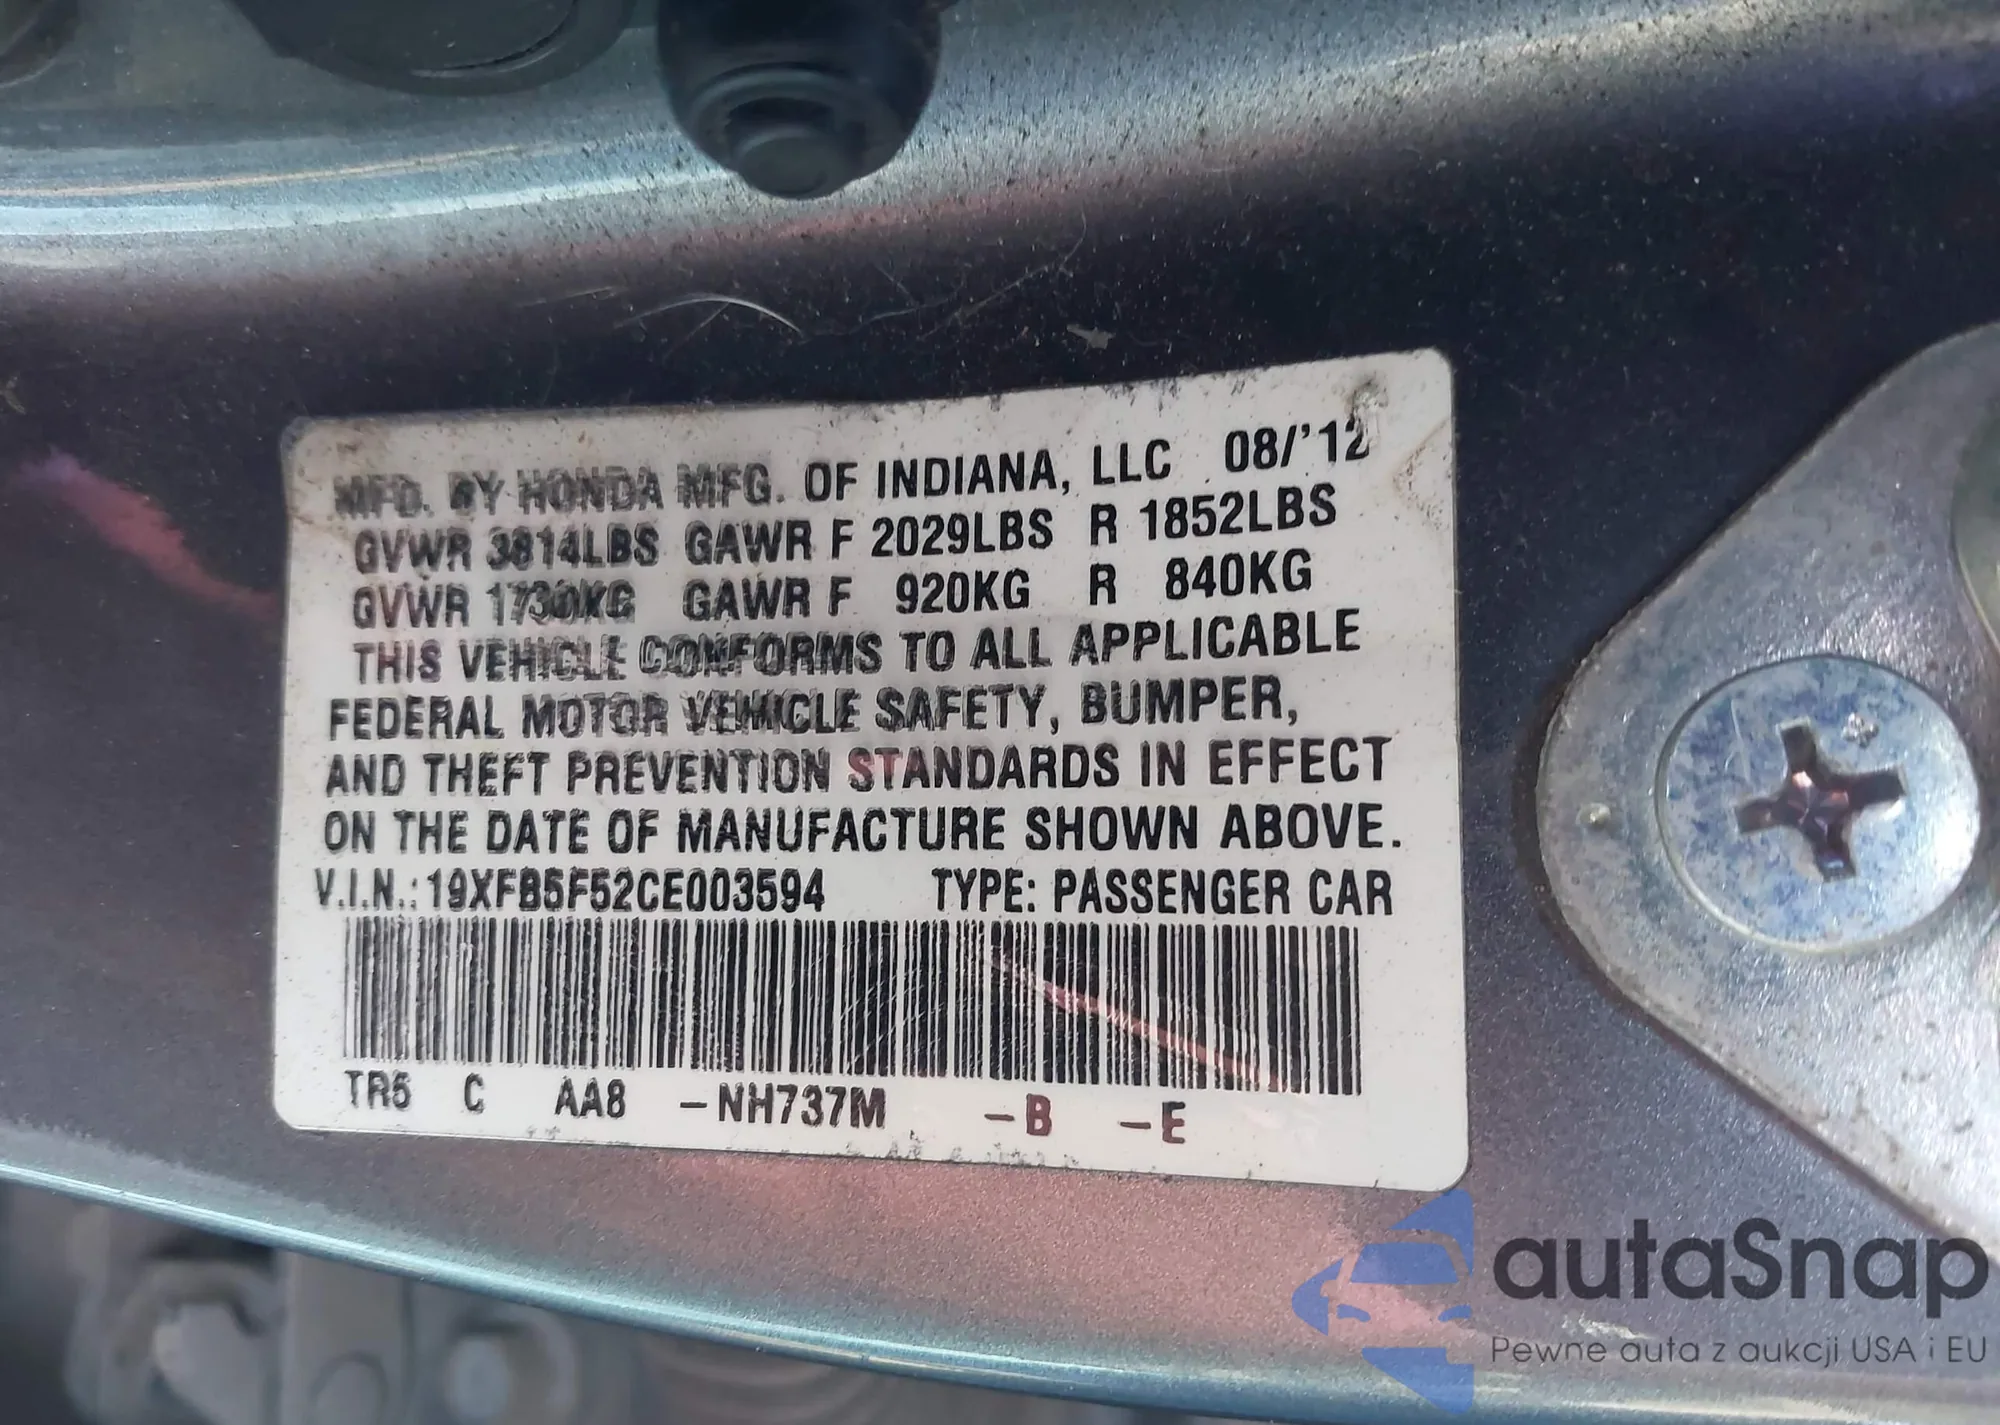 MFD. BY HONDA MFG. OF INDIANA, LLC 08/'12
GVWR 3814LBS GAWR F 2029LBS R 1852LBS
GVWR 1730KG GAWR F 920KG R 840KG
THIS VEHICLE CONFORMS TO ALL APPLICABLE
FEDERAL MOTOR VEHICLE SAFETY, BUMPER,
AND THEFT PREVENTION STANDARDS IN EFFECT
ON THE DATE OF MANUFACTURE SHOWN ABOVE.
V.I.N.: 19XFB5F52CE003594 TYPE: PASSENGER CAR
TR5 C AA8 -NH737M -B -E
autaSnap
Pewne auta z aukcji USA i EU